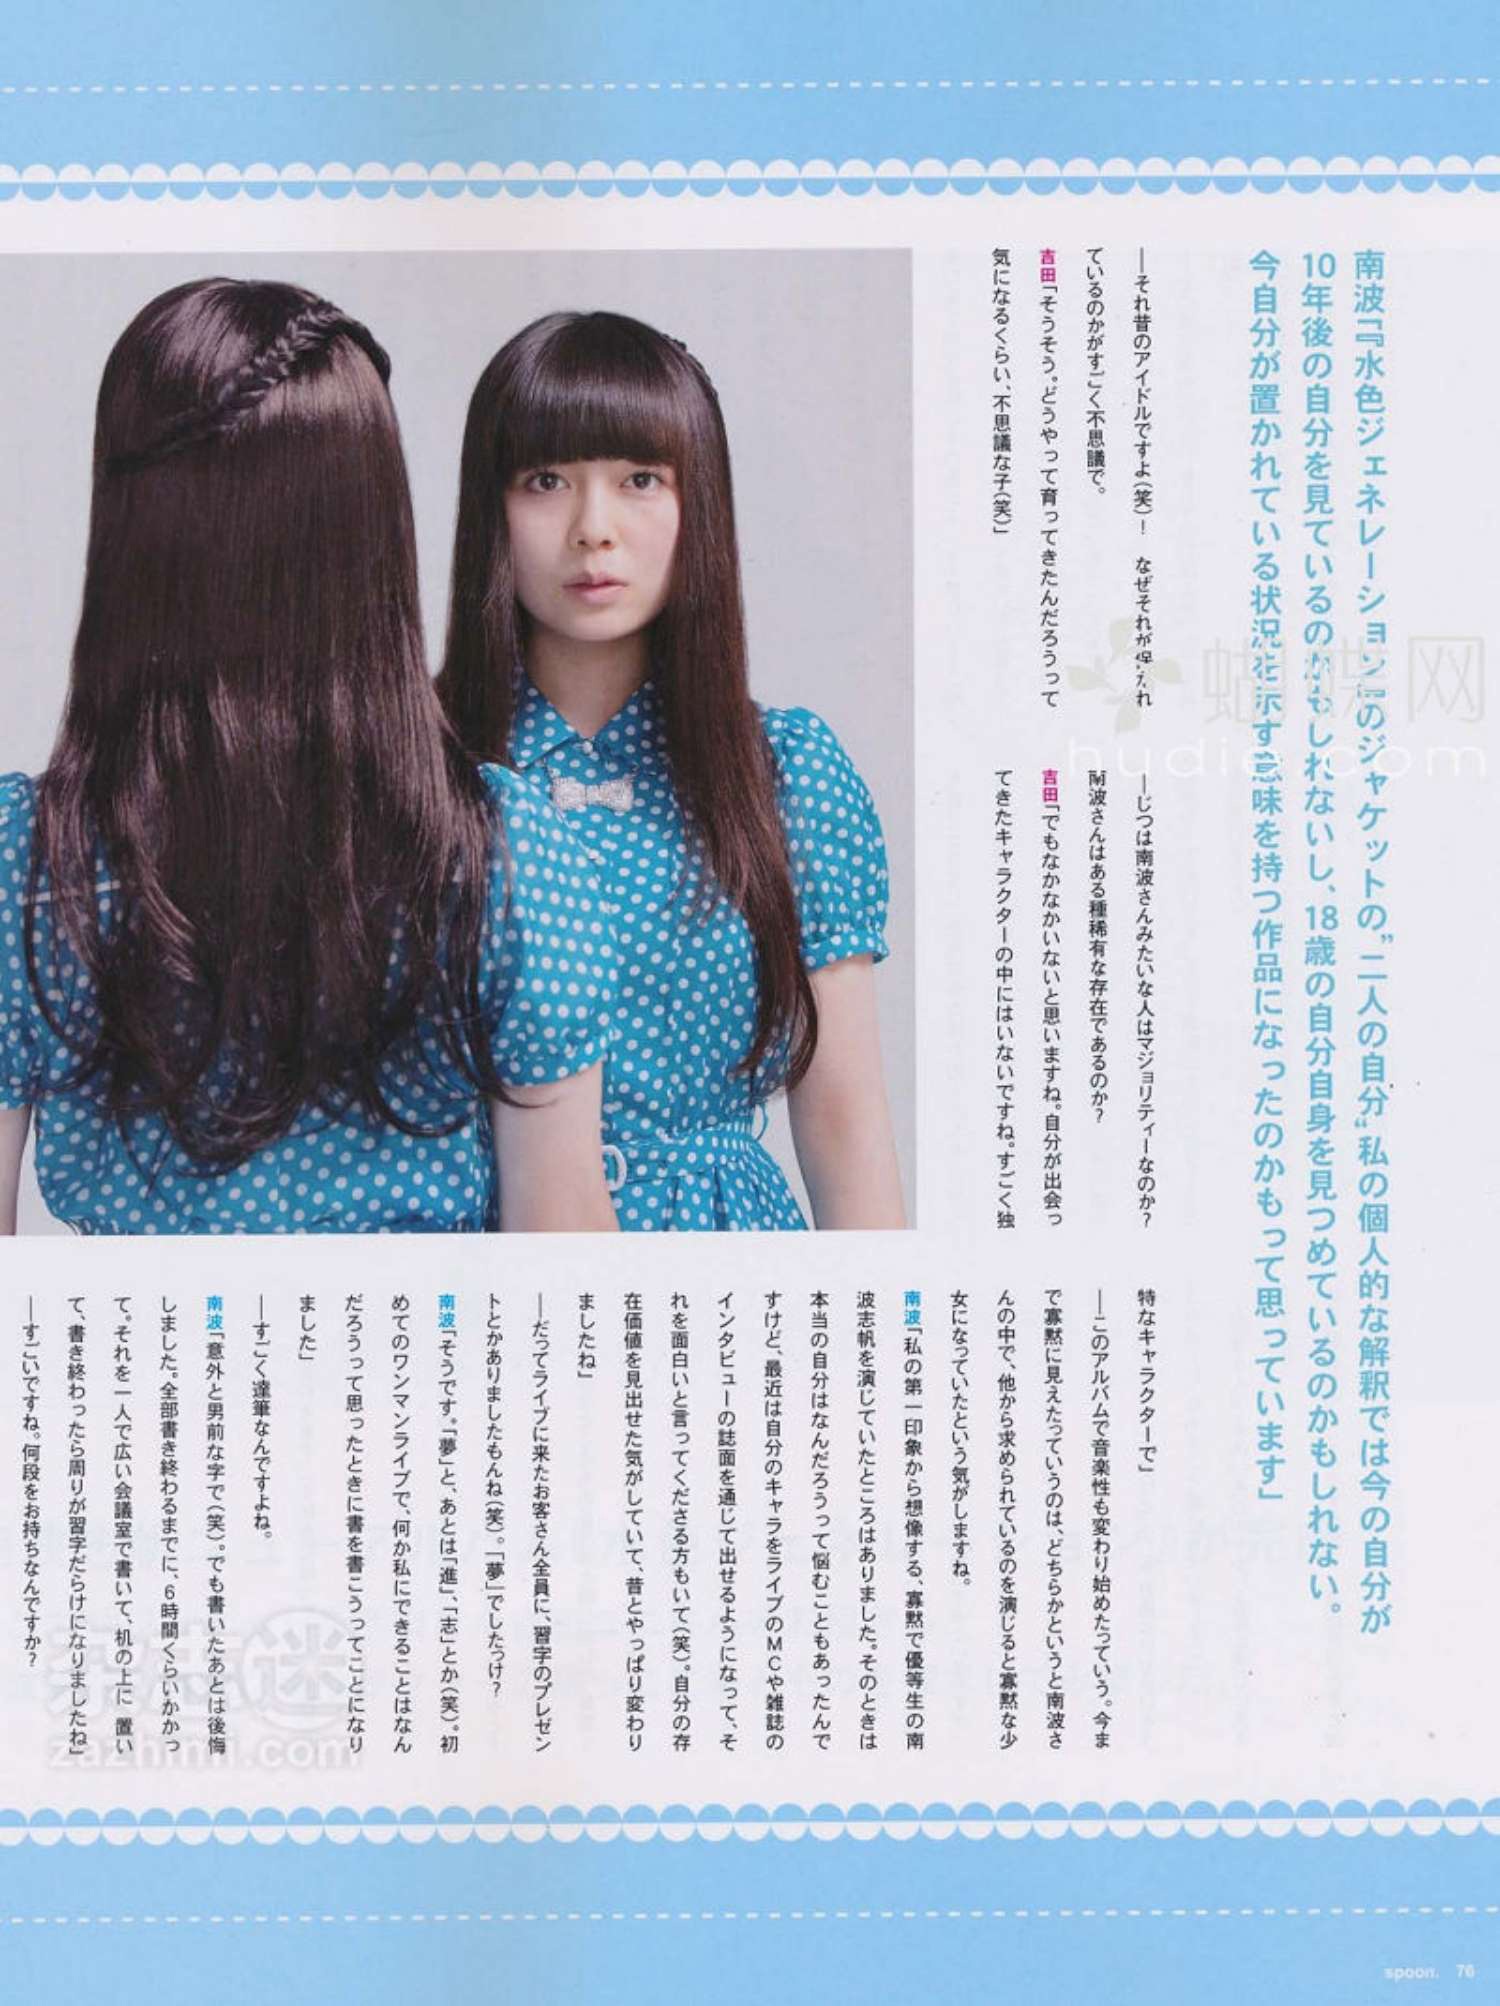 南波「『水色ジェネレーション』のジャケットの"二人の自分"私の個人的な解釈では今の自分が
10年後の自分を見ているのかもしれないし、18歳の自分自身を見つめているのかもしれない。
今自分が置かれている状況を示す意味を持つ作品になったのかもって思っています」
──それ昔のアイドルですよ(笑)! なぜそれが保たれ
ているのかがすごく不思議で。
吉田「そうそう。どうやって育ってきたんだろうって
気になるくらい、不思議な子(笑)」
──じつは南波さんみたいな人はマジョリティーなのか?
南波さんはある種稀有な存在であるのか?
吉田「でもなかなかいないと思いますね。自分が出会っ
てきたキャラクターの中にはいないですね。すごく独
特なキャラクターで」
──このアルバムで音楽性も変わり始めたっていう。今ま
で寡黙に見えたっていうのは、どちらかというと南波さ
んの中で、他から求められているのを演じると寡黙な少
女になっていたという気がしますね。
南波「私の第一印象から想像する、寡黙で優等生の南
波志帆を演じていたところはありました。そのときは
本当の自分はなんだろうって悩むこともあったんで
すけど、最近は自分のキャラをライブのMCや雑誌の
インタビューの誌面を通じて出せるようになって、そ
れを面白いと言ってくださる方もいて(笑)。自分の存
在価値を見出せた気がしていて、昔とやっぱり変わり
ましたね」
──だってライブに来たお客さん全員に、習字のプレゼン
トとかありましたもんね(笑)。「夢」でしたっけ?
南波「そうです。「夢」と、あとは「進」、「志」とか(笑)。初
めてのワンマンライブで、何か私にできることはなん
だろうって思ったときに書を書こうってことになり
ました」
──すごく達筆なんですよね。
南波「意外と男前な字で(笑)。でも書いたあとは後悔
しました。全部書き終わるまでに、6時間くらいかかっ
て。それを一人で広い会議室で書いて、机の上に置い
て、書き終わったら周りが習字だらけになりましたね」
──すごいですね。何段をお持ちなんですか?
蝴蝶网
hudie.com
杂志迷
zazhimi.com
spoon. 76